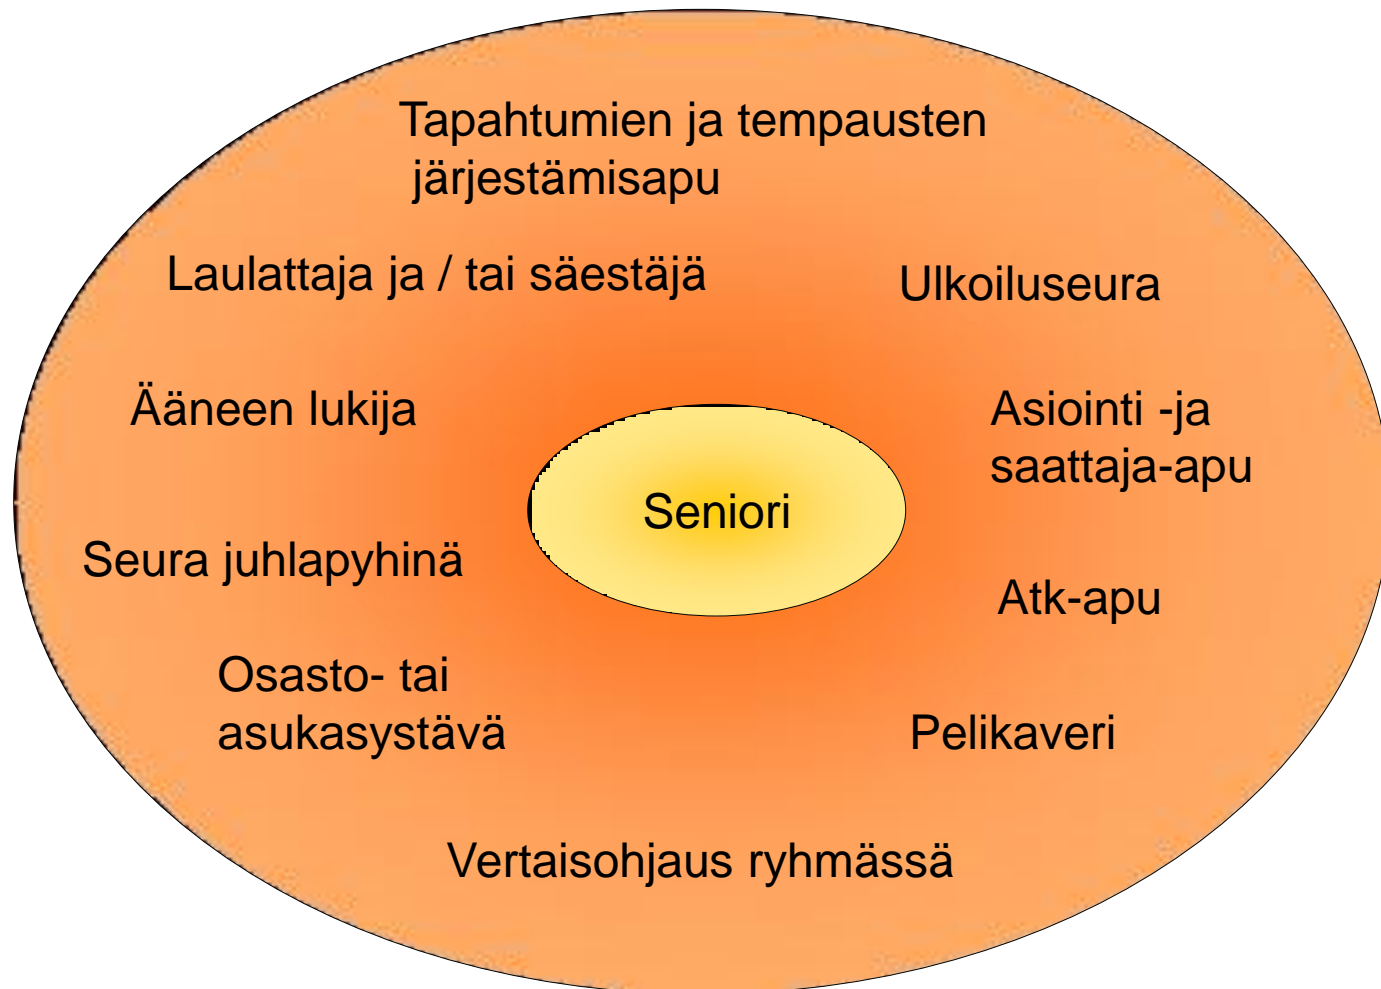 Tapahtumien ja tempausten
järjestämisapu
Laulattaja ja / tai säestäjä
Ulkoiluseura
Ääneen lukija
Asiointi -ja
saattaja-apu
Seniori
Seura juhlapyhinä
Atk-apu
Osasto- tai
asukasystävä
Pelikaveri
Vertaisohjaus ryhmässä